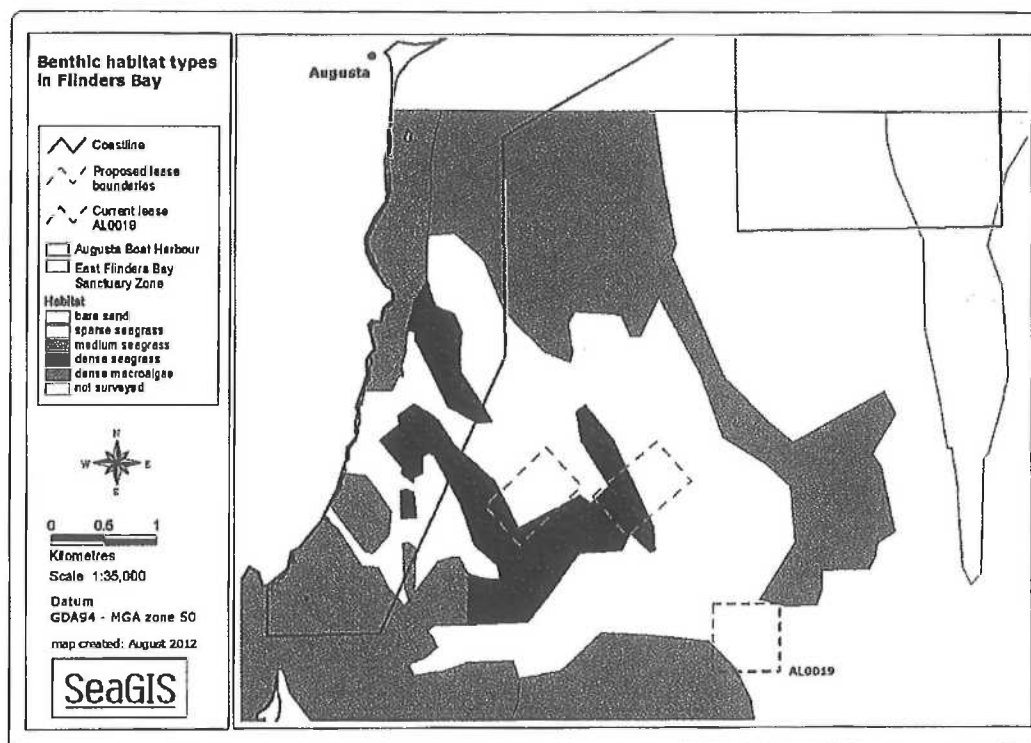 Benthic habitat types
in Flinders Bay
Coastline
Proposed lease
boundaries
Current lease
AL0019
Augusta Boat Harbour
East Flinders Bay
Sanctuary Zone
Habitat
bare sand
sparse seagrass
medium seagrass
dense seagrass
dense macroalgae
not surveyed
N
W E
S
0 0.5 1
Kilometres
Scale 1:35,000
Datum
GDA94 - MGA zone 50
map created: August 2012
SeaGIS
Augusta
AL0019